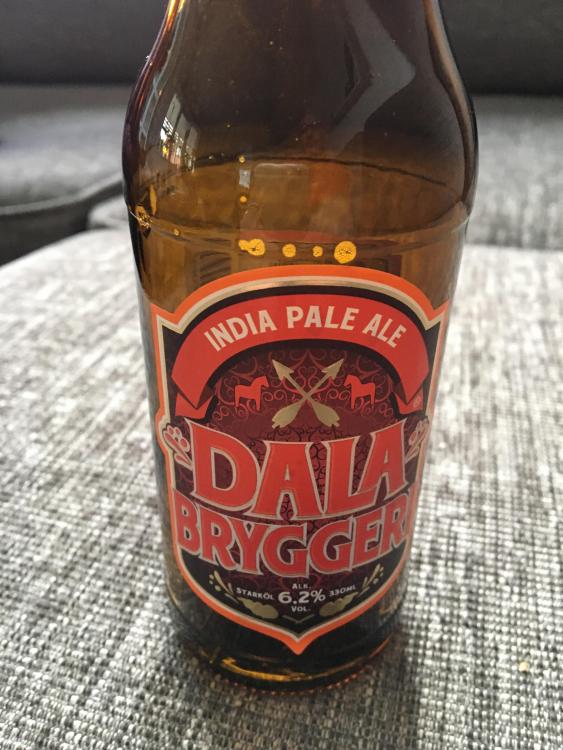 INDIA PALE ALE
DALA
BRYGGERI
ALK.
STARKÖL 6.2% 330ML
VOL.